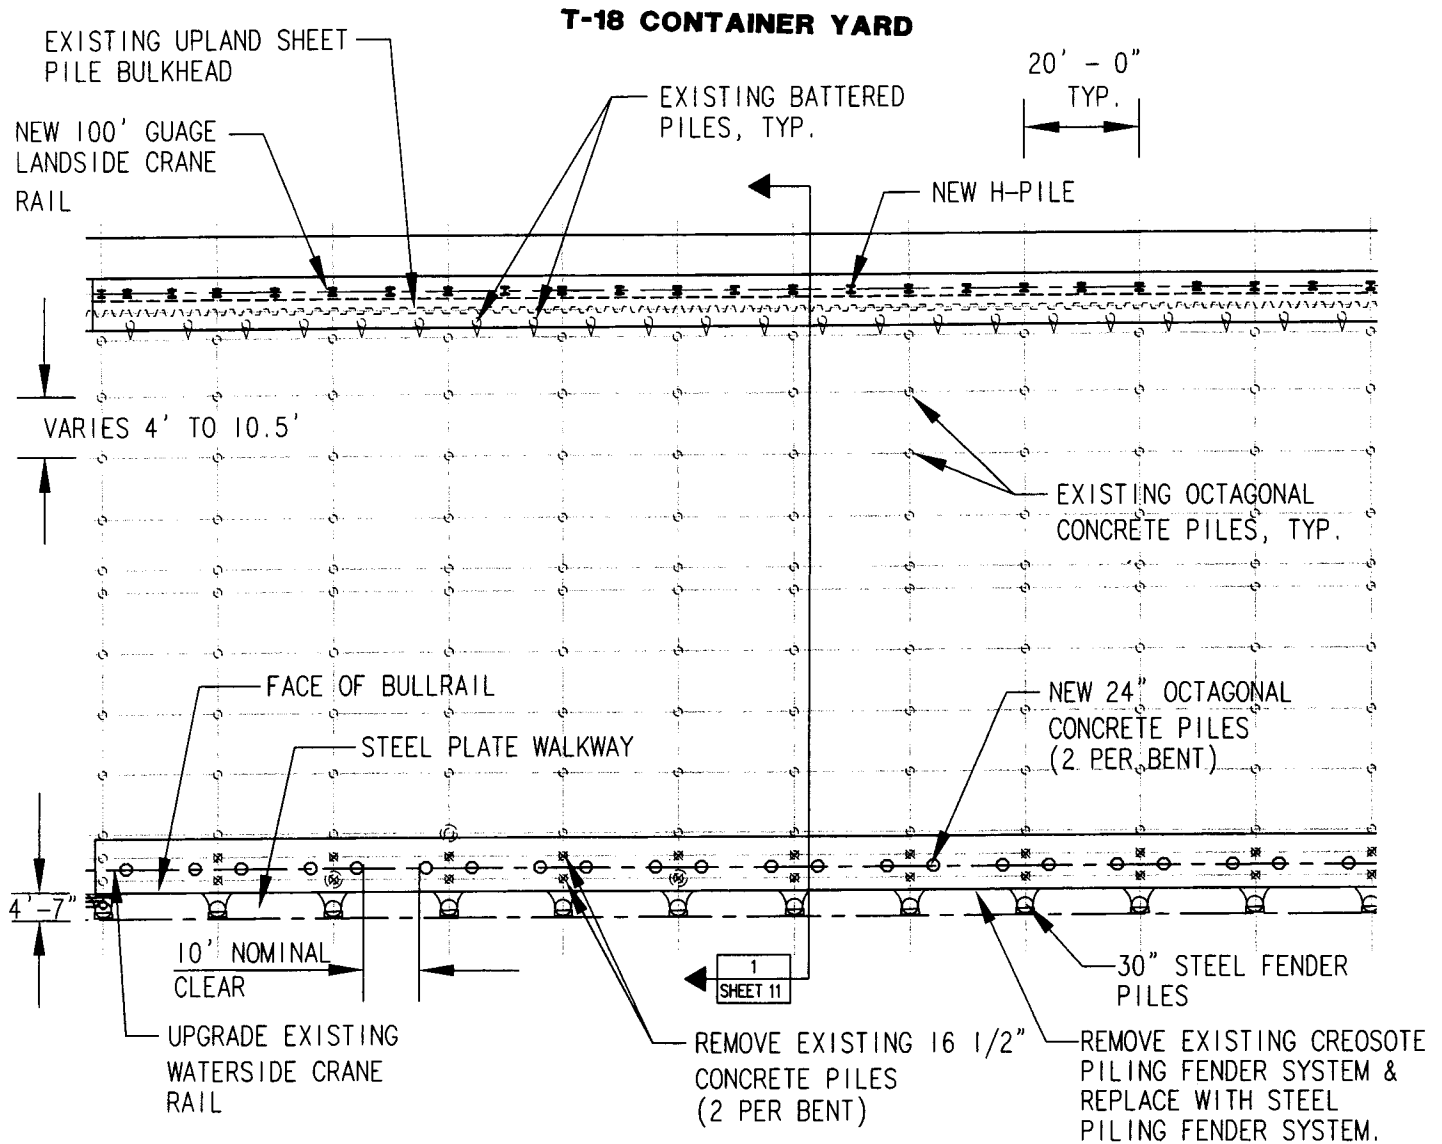 T-18 CONTAINER YARD
EXISTING UPLAND SHEET
PILE BULKHEAD
20' - 0"
TYP.
EXISTING BATTERED
PILES, TYP.
NEW 100' GUAGE
LANDSIDE CRANE
RAIL
NEW H-PILE
VARIES 4' TO 10.5'
EXISTING OCTAGONAL
CONCRETE PILES, TYP.
FACE OF BULLRAIL
NEW 24" OCTAGONAL
CONCRETE PILES
(2 PER BENT)
STEEL PLATE WALKWAY
4'-7"
10' NOMINAL
CLEAR
1
SHEET 11
30" STEEL FENDER
PILES
UPGRADE EXISTING
WATERSIDE CRANE
RAIL
REMOVE EXISTING 16 1/2"
CONCRETE PILES
(2 PER BENT)
REMOVE EXISTING CREOSOTE
PILING FENDER SYSTEM &
REPLACE WITH STEEL
PILING FENDER SYSTEM.